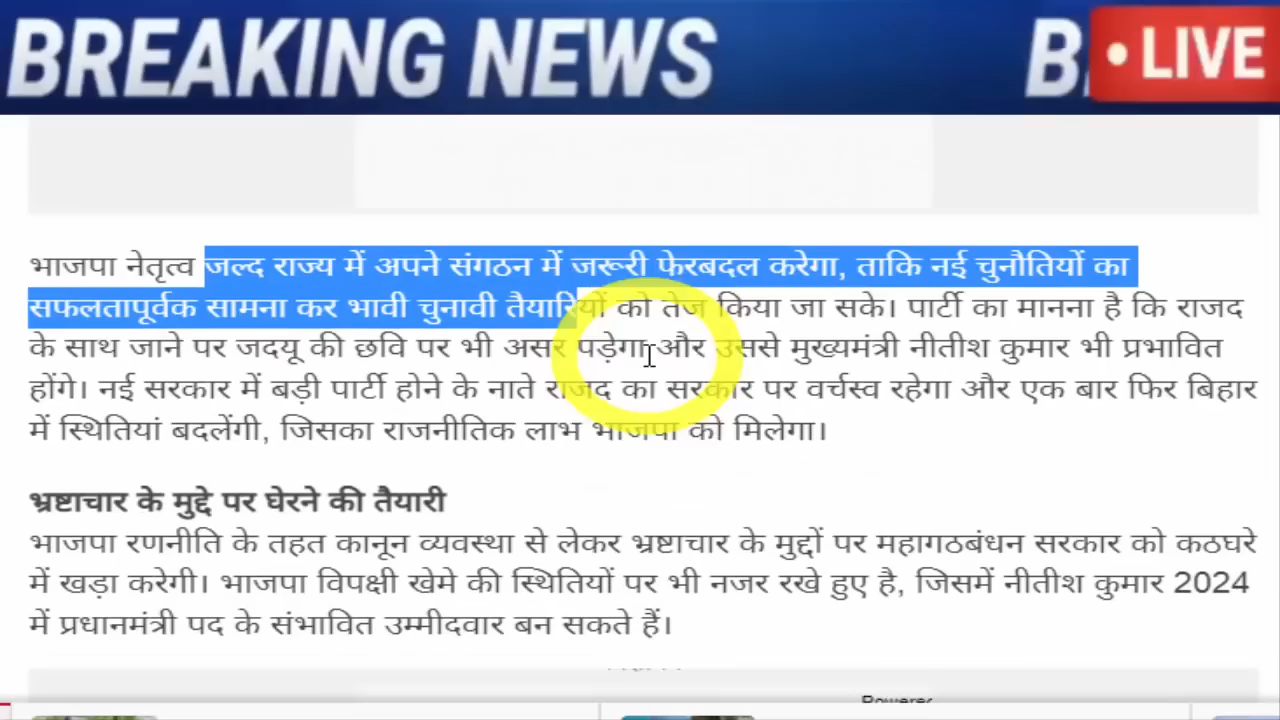 BREAKING NEWS B. • LIVE
भाजपा नेतृत्व जल्द राज्य में अपने संगठन में जरूरी फेरबदल करेगा, ताकि नई चुनौतियों का
सफलतापूर्वक सामना कर भावी चुनावी तैयारियों को तेज किया जा सके। पार्टी का मानना है कि राजद
के साथ जाने पर जदयू की छवि पर भी असर पड़ेगा और उससे मुख्यमंत्री नीतीश कुमार भी प्रभावित
होंगे। नई सरकार में बड़ी पार्टी होने के नाते राजद का सरकार पर वर्चस्व रहेगा और एक बार फिर बिहार
में स्थितियां बदलेंगी, जिसका राजनीतिक लाभ भाजपा को मिलेगा।
भ्रष्टाचार के मुद्दे पर घेरने की तैयारी
भाजपा रणनीति के तहत कानून व्यवस्था से लेकर भ्रष्टाचार के मुद्दों पर महागठबंधन सरकार को कठघरे
में खड़ा करेगी। भाजपा विपक्षी खेमे की स्थितियों पर भी नजर रखे हुए है, जिसमें नीतीश कुमार 2024
में प्रधानमंत्री पद के संभावित उम्मीदवार बन सकते हैं।